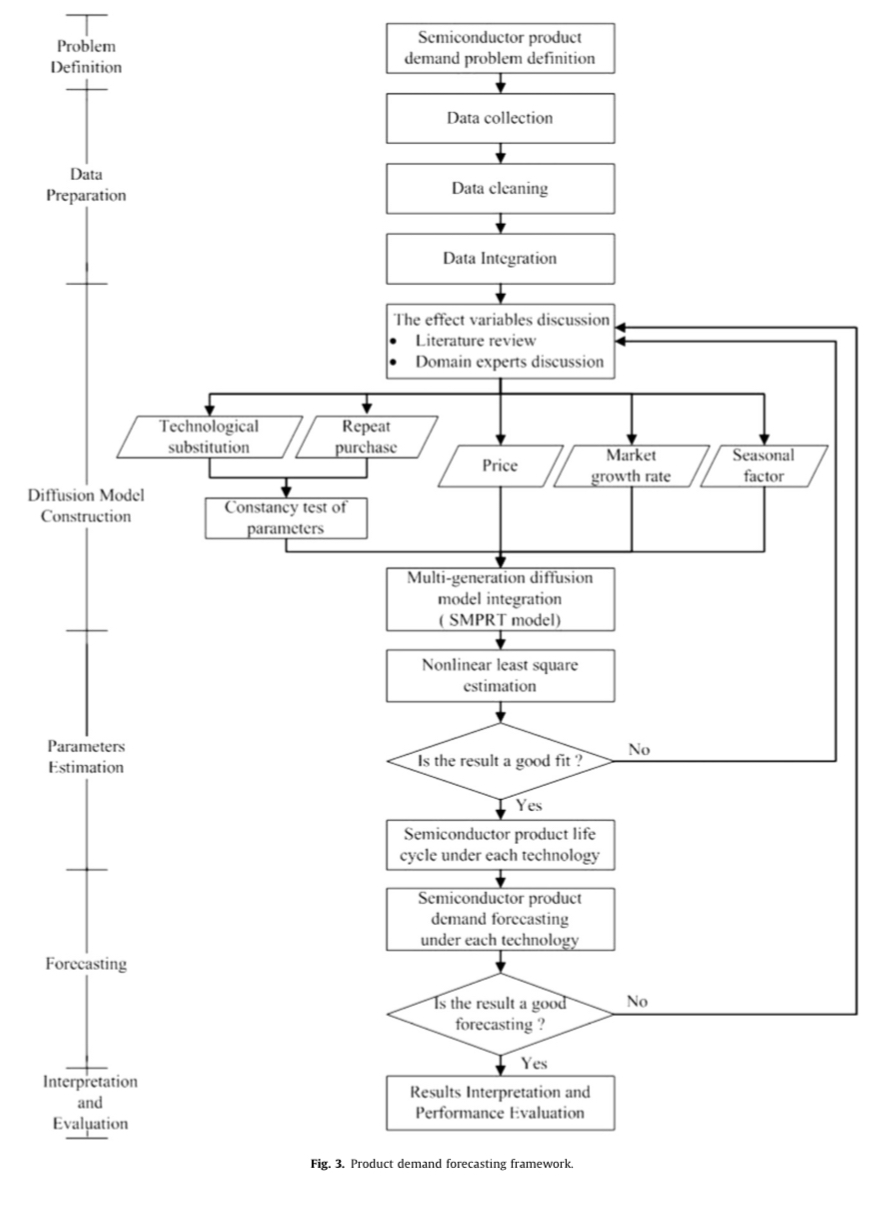 Problem
Definition
Semiconductor product
demand problem definition
Data
Preparation
Data collection
Data cleaning
Data Integration
Diffusion Model
Construction
The effect variables discussion
• Literature review
• Domain experts discussion
Technological
substitution
Repeat
purchase
Price
Market
growth rate
Seasonal
factor
Constancy test of
parameters
Multi-generation diffusion
model integration
( SMPRT model)
Parameters
Estimation
Nonlinear least square
estimation
Is the result a good fit ?
No
Yes
Semiconductor product life
cycle under each technology
Forecasting
Semiconductor product
demand forecasting
under each technology
Is the result a good
forecasting ?
No
Yes
Interpretation
and
Evaluation
Results Interpretation and
Performance Evaluation
Fig. 3. Product demand forecasting framework.